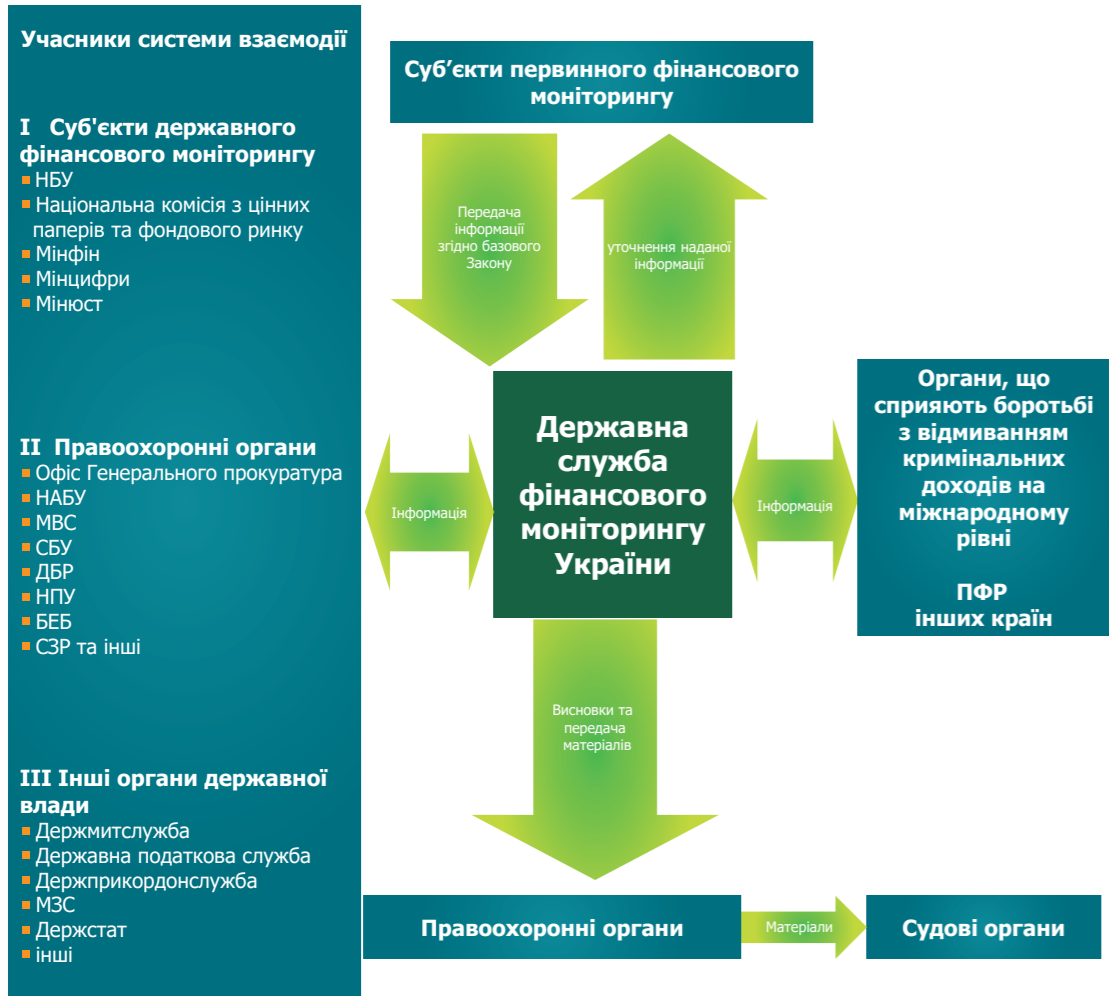 Учасники системи взаємодії
I Суб'єкти державного
фінансового моніторингу
НБУ
Національна комісія з цінних
паперів та фондового ринку
Мінфін
Мінцифри
Мінюст
II Правоохоронні органи
Офіс Генерального прокуратура
НАБУ
МВС
СБУ
ДБР
НПУ
БЕБ
СЗР та інші
III Інші органи державної
влади
Держмитслужба
Державна податкова служба
Держприкордонслужба
МЗС
Держстат
інші
Суб’єкти первинного фінансового
моніторингу
Передача
інформації
згідно базового
Закону
уточнення наданої
інформації
Інформація
Державна
служба
фінансового
моніторингу
України
Інформація
Органи, що
сприяють боротьбі
з відмиванням
кримінальних
доходів на
міжнародному
рівні
ПФР
інших країн
Висновки та
передача
матеріалів
Правоохоронні органи
Матеріали
Судові органи